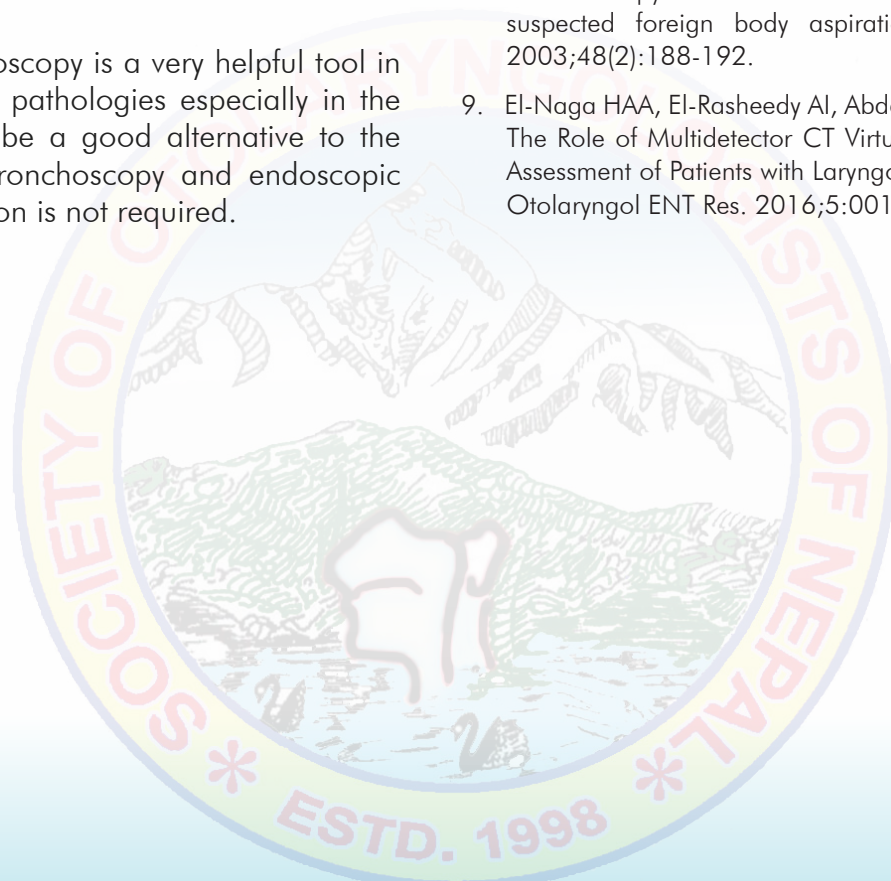 oscopy is a very helpful tool in
pathologies especially in the
be a good alternative to the
ronchoscopy and endoscopic
on is not required.
suspected foreign body aspirati
2003;48(2):188-192.
9. El-Naga HAA, El-Rasheedy AI, Abd
The Role of Multidetector CT Virtu
Assessment of Patients with Laryngo
Otolaryngol ENT Res. 2016;5:001
SOCIETY OF OTOLARYNGOLOGISTS OF NEPAL
* ESTD. 1998 *